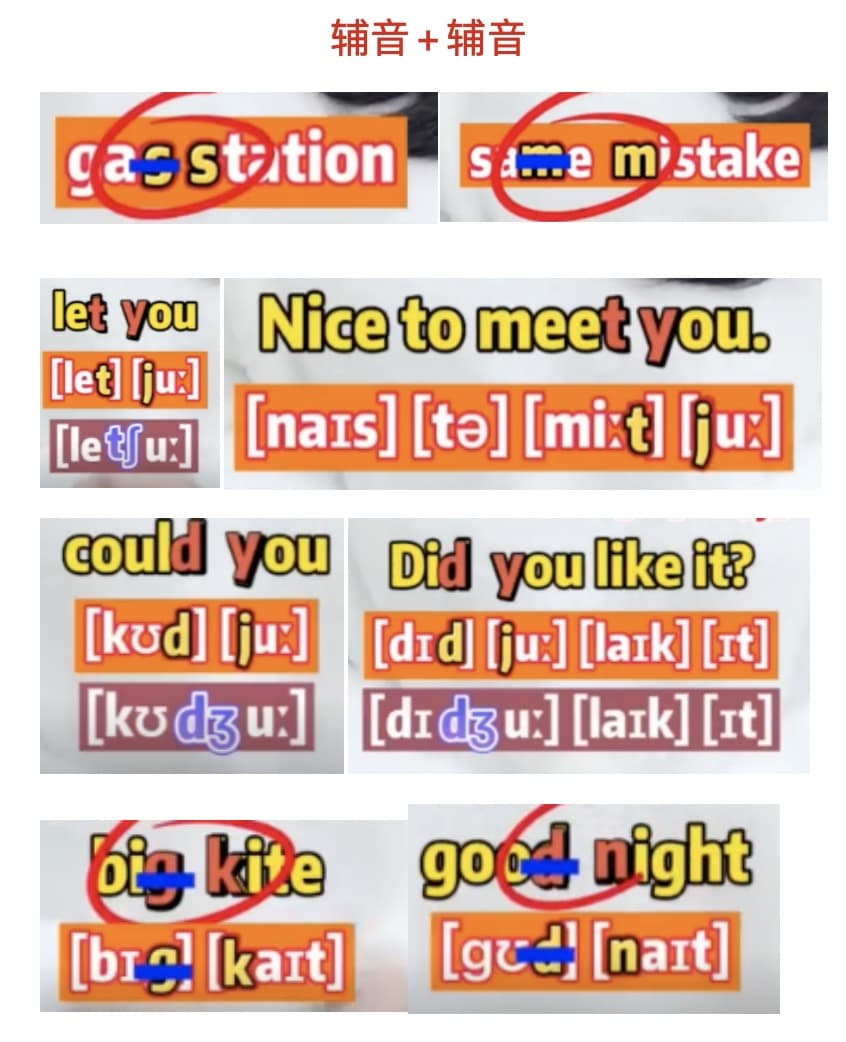 辅音+辅音
gas station
same mistake
let you
[let] [juː]
[letʃuː]
Nice to meet you.
[naɪs] [tə] [miːt] [juː]
could you
[kʊd] [juː]
[kʊdʒuː]
Did you like it?
[dɪd] [juː] [laɪk] [ɪt]
[dɪdʒuː] [laɪk] [ɪt]
big kite
[bɪg] [kaɪt]
good night
[gʊd] [naɪt]